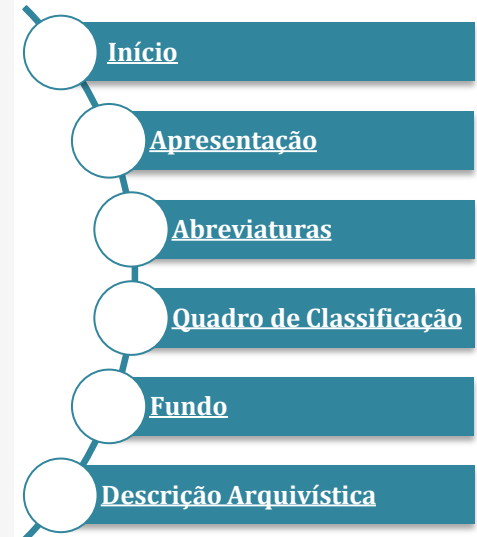 Início
Apresentação
Abreviaturas
Quadro de Classificação
Fundo
Descrição Arquivística